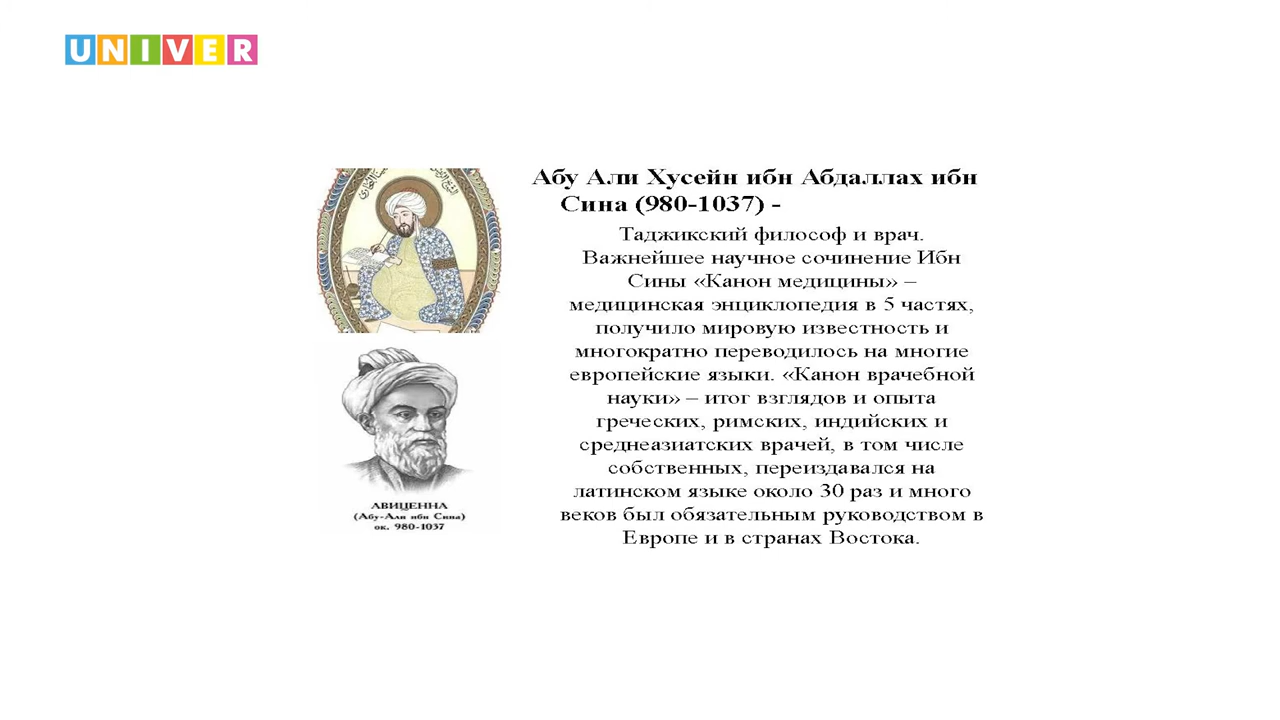 UNIVER
Абу Али Хусейн ибн Абдаллах ибн
Сина (980-1037) -
Таджикский философ и врач.
Важнейшее научное сочинение Ибн
Сины «Канон медицины» –
медицинская энциклопедия в 5 частях,
получило мировую известность и
многократно переводилось на многие
европейские языки. «Канон врачебной
науки» – итог взглядов и опыта
греческих, римских, индийских и
среднеазиатских врачей, в том числе
собственных, переиздавался на
латинском языке около 30 раз и много
веков был обязательным руководством в
Европе и в странах Востока.
АВИЦЕННА
(Абу-Али ибн Сина)
ок. 980-1037